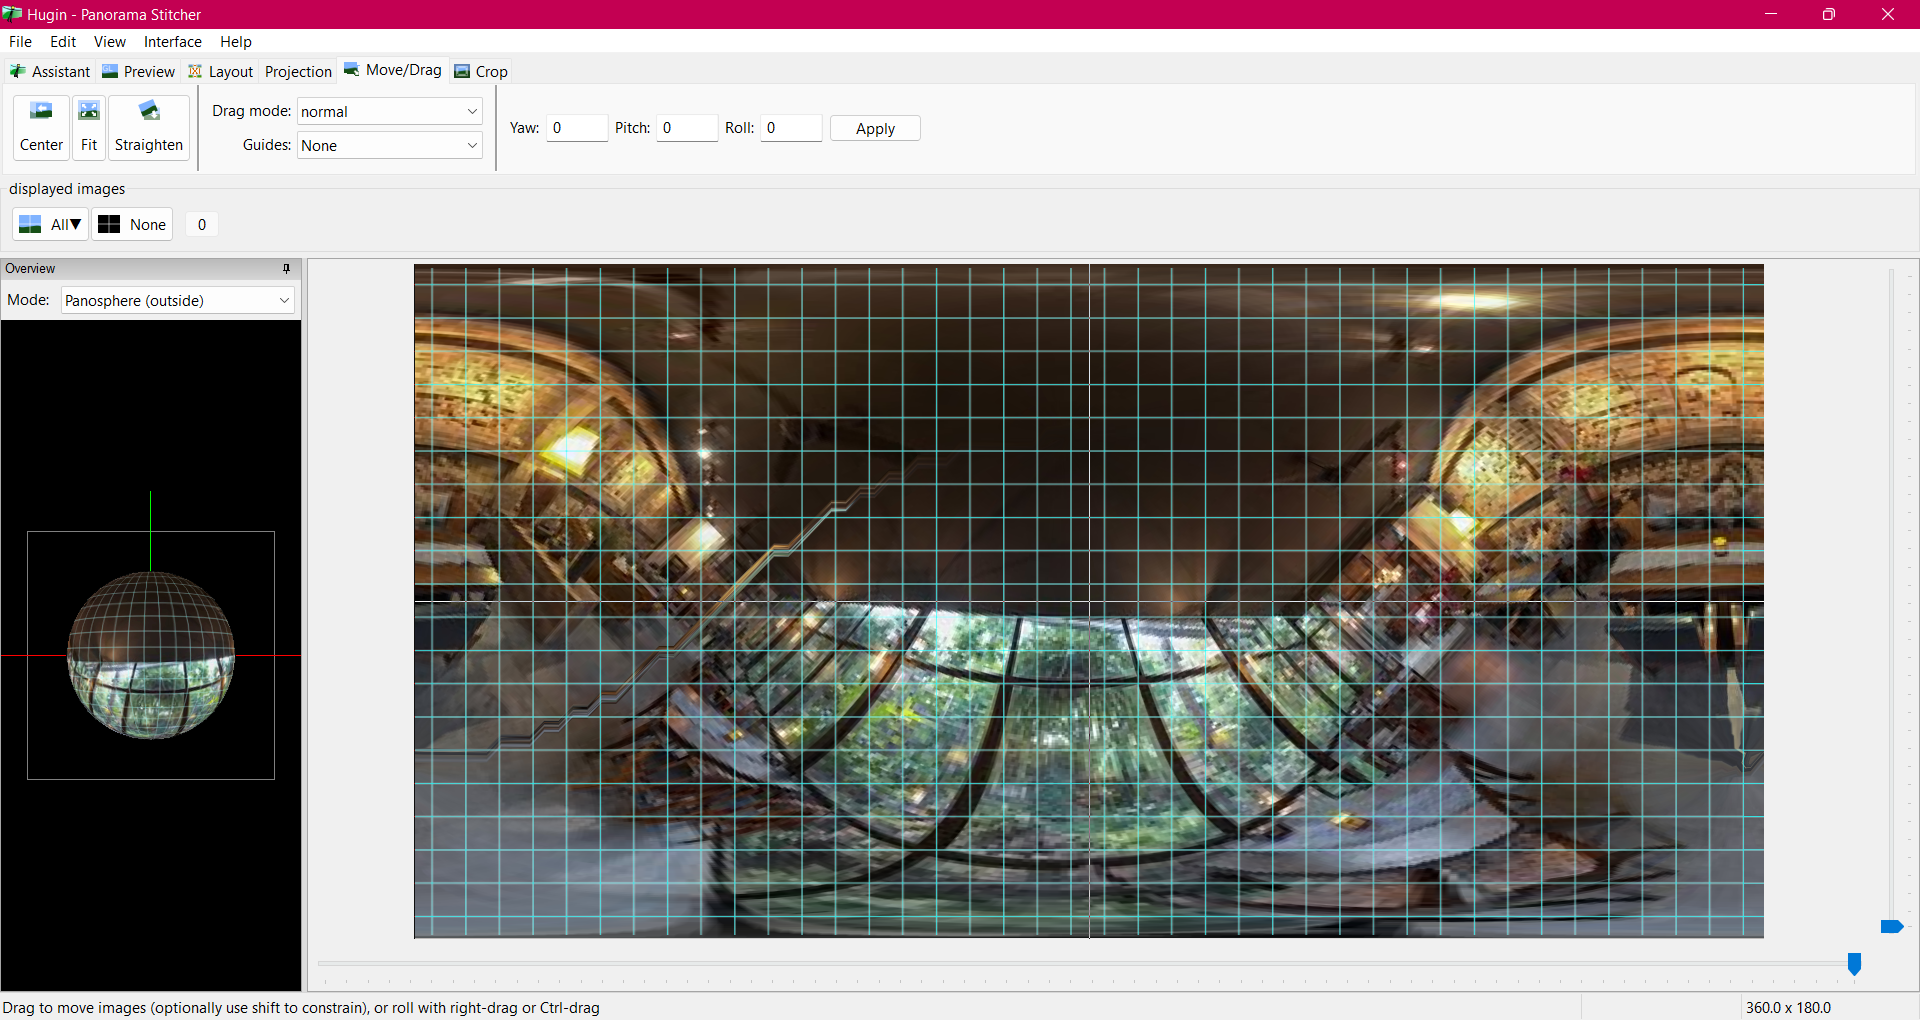 Hugin - Panorama Stitcher
File Edit View Interface Help
Assistant Preview Layout Projection Move/Drag Crop
Center Fit Straighten
Drag mode: normal
Guides: None
Yaw: 0 Pitch: 0 Roll: 0 Apply
displayed images
All▼ None 0
Overview
Mode: Panosphere (outside)
Drag to move images (optionally use shift to constrain), or roll with right-drag or Ctrl-drag
360.0 x 180.0